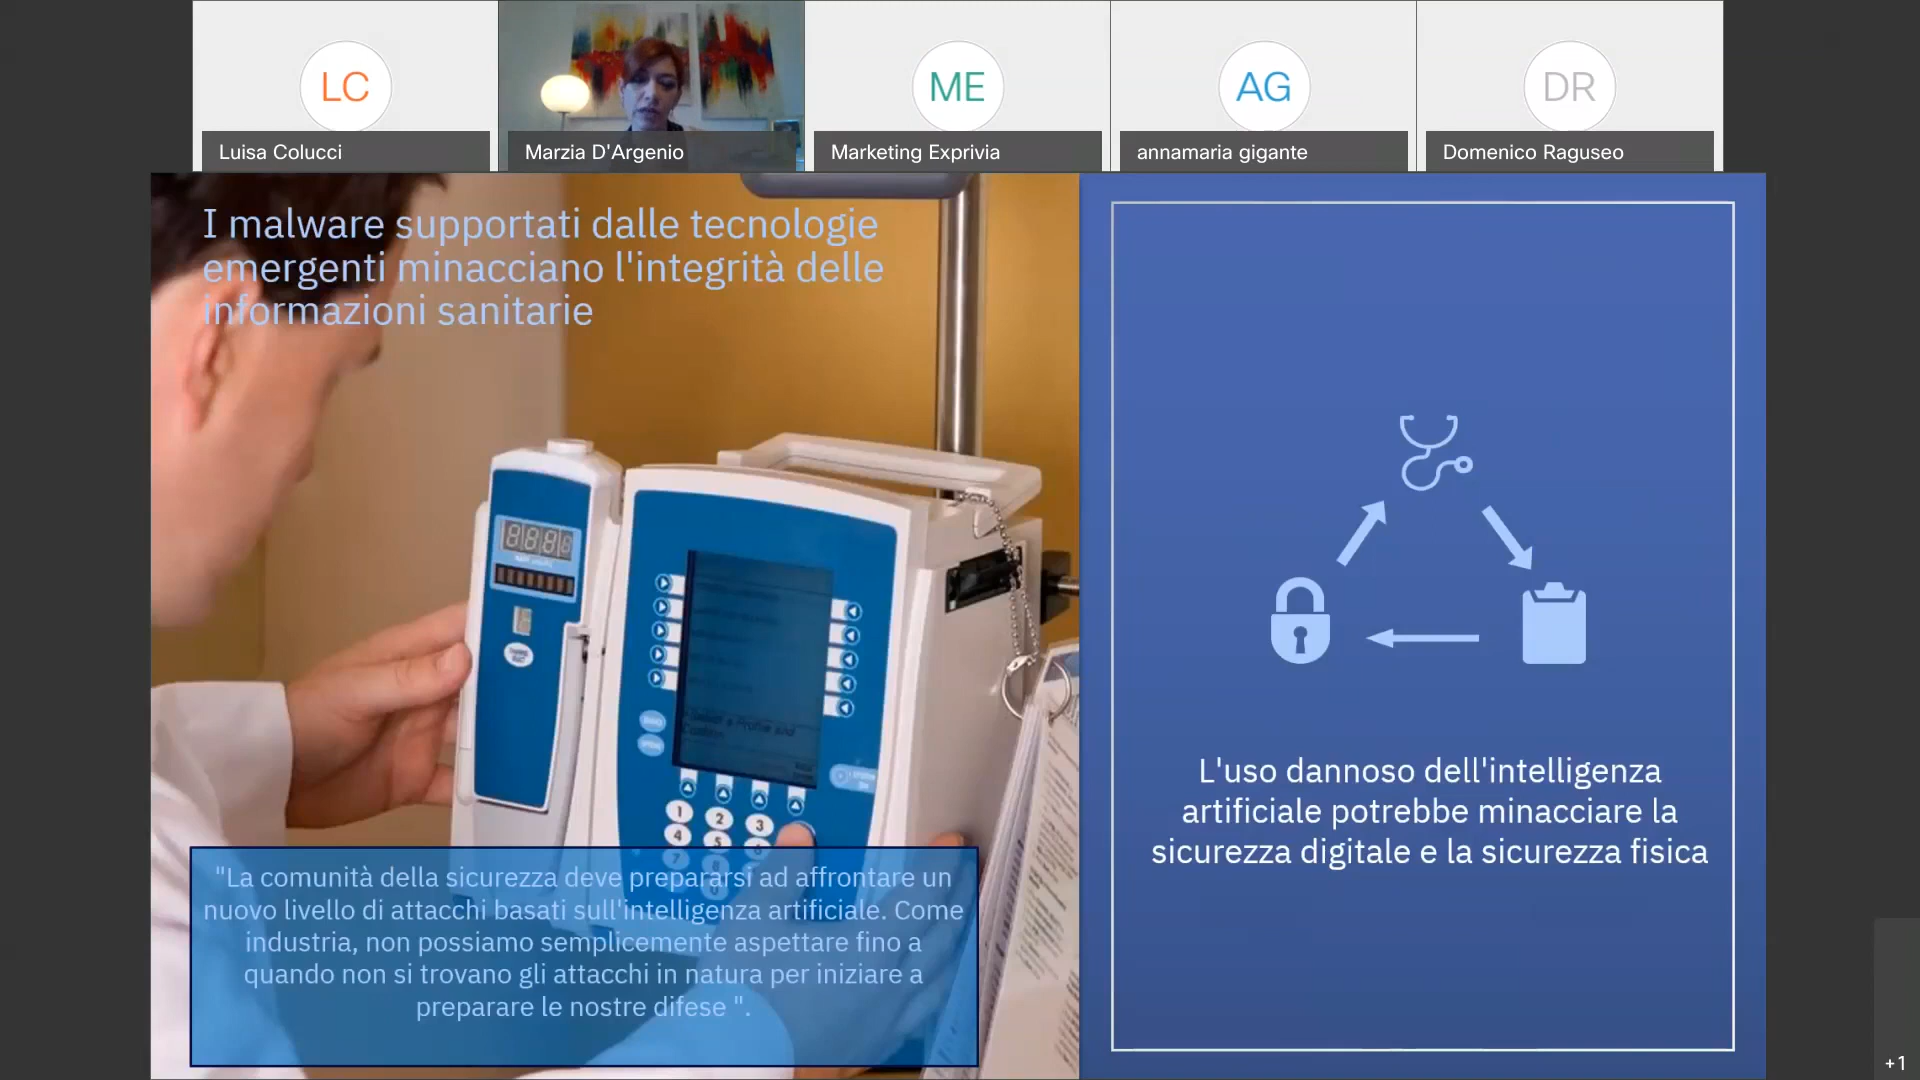 LC
ME
AG
DR
Luisa Colucci
Marzia D'Argenio
Marketing Exprivia
annamaria gigante
Domenico Raguseo
I malware supportati dalle tecnologie
emergenti minacciano l'integrità delle
informazioni sanitarie
1
2
3
4
5
6
7
8
"La comunità della sicurezza deve prepararsi ad affrontare un
nuovo livello di attacchi basati sull'intelligenza artificiale. Come
industria, non possiamo semplicemente aspettare fino a
quando non si trovano gli attacchi in natura per iniziare a
preparare le nostre difese ".
L'uso dannoso dell'intelligenza
artificiale potrebbe minacciare la
sicurezza digitale e la sicurezza fisica
+1